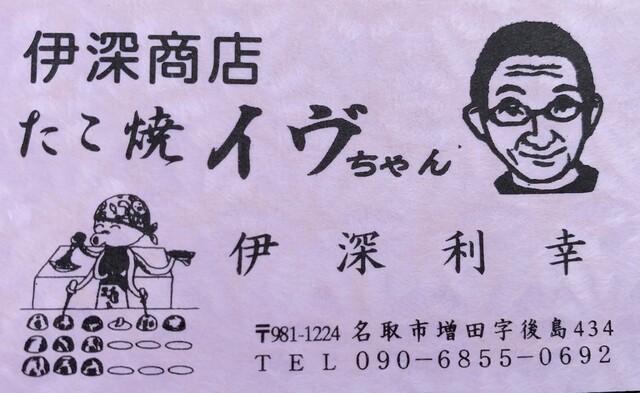 伊深商店
たこ焼 イヴちゃん
伊深利幸
〒981-1224 名取市増田字後島434
TEL 090-6855-0692